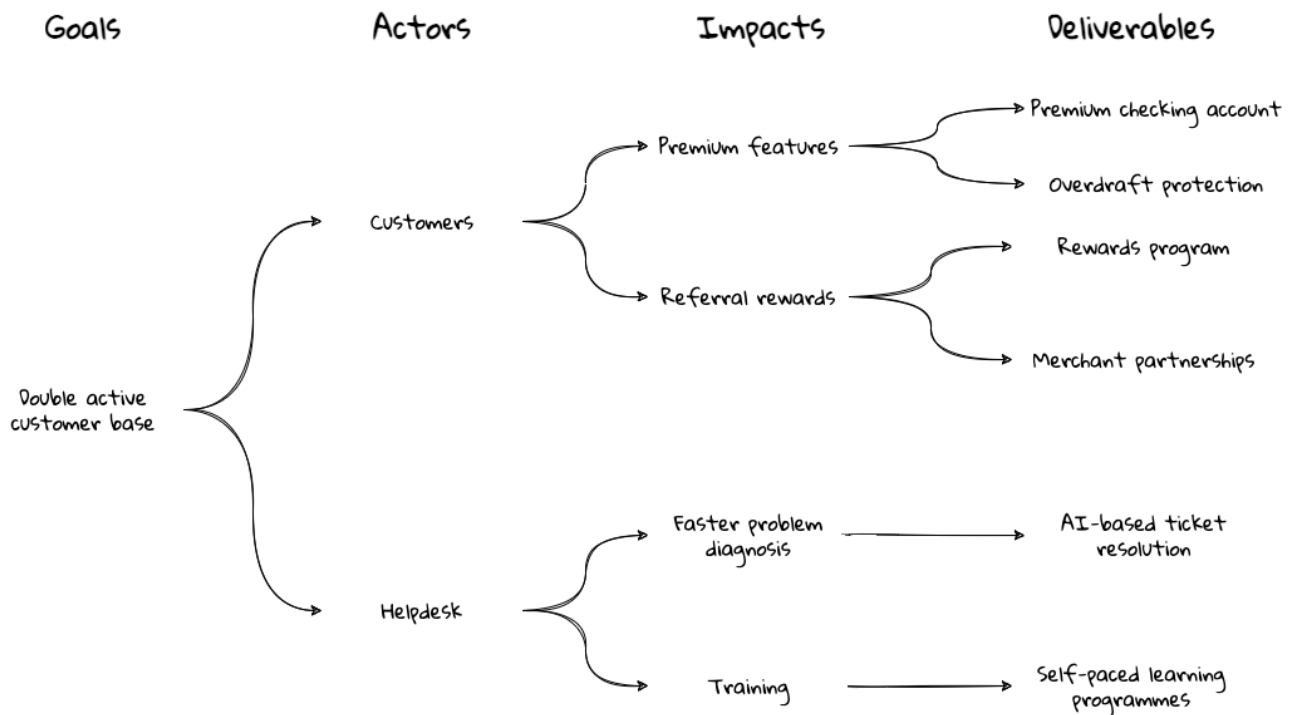 Goals
Actors
Impacts
Deliverables
Premium checking account
Premium features
Overdraft protection
Customers
Rewards program
Referral rewards
Merchant partnerships
Double active
customer base
Faster problem
diagnosis
AI-based ticket
resolution
Helpdesk
Training
Self-paced learning
programmes